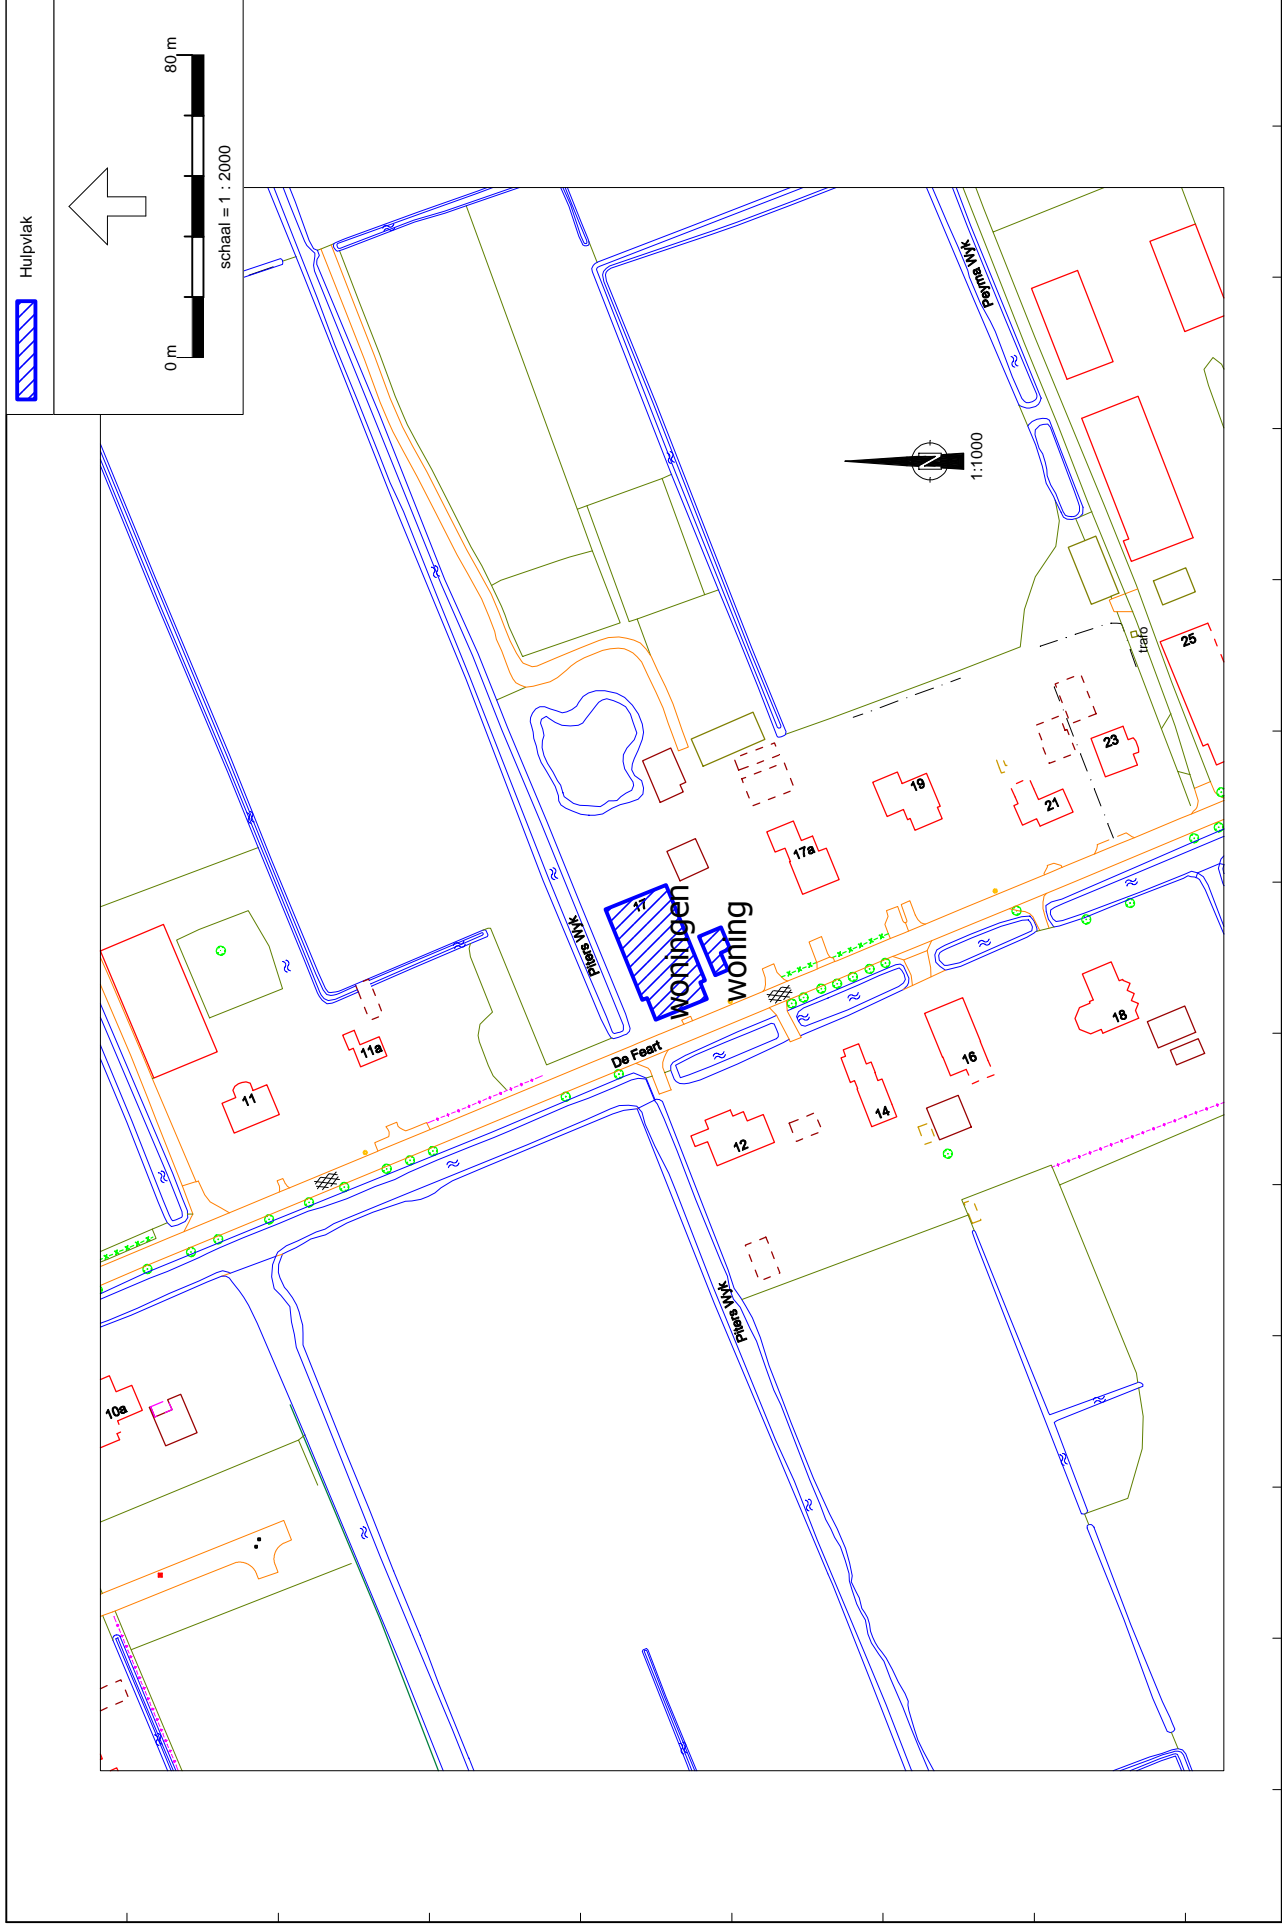 Hulpvlak
0 m
80 m
schaal = 1 : 2000
Peyma Wyk
N
1:1000
trafo
25
23
21
19
17a
17
woningen
woning
Piters Wyk
De Feart
11a
11
12
14
16
18
Piters Wyk
10a